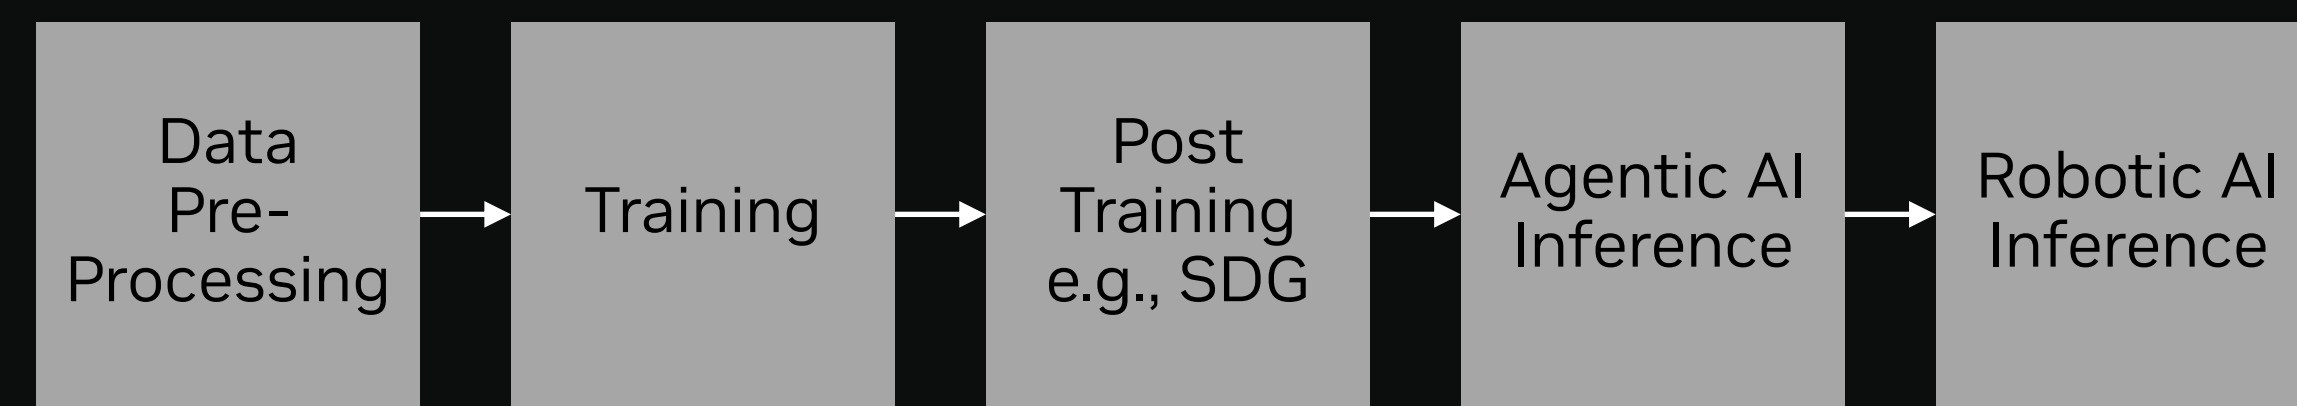 Data
Pre-
Processing
Training
Post
Training
e.g., SDG
Agentic AI
Inference
Robotic AI
Inference